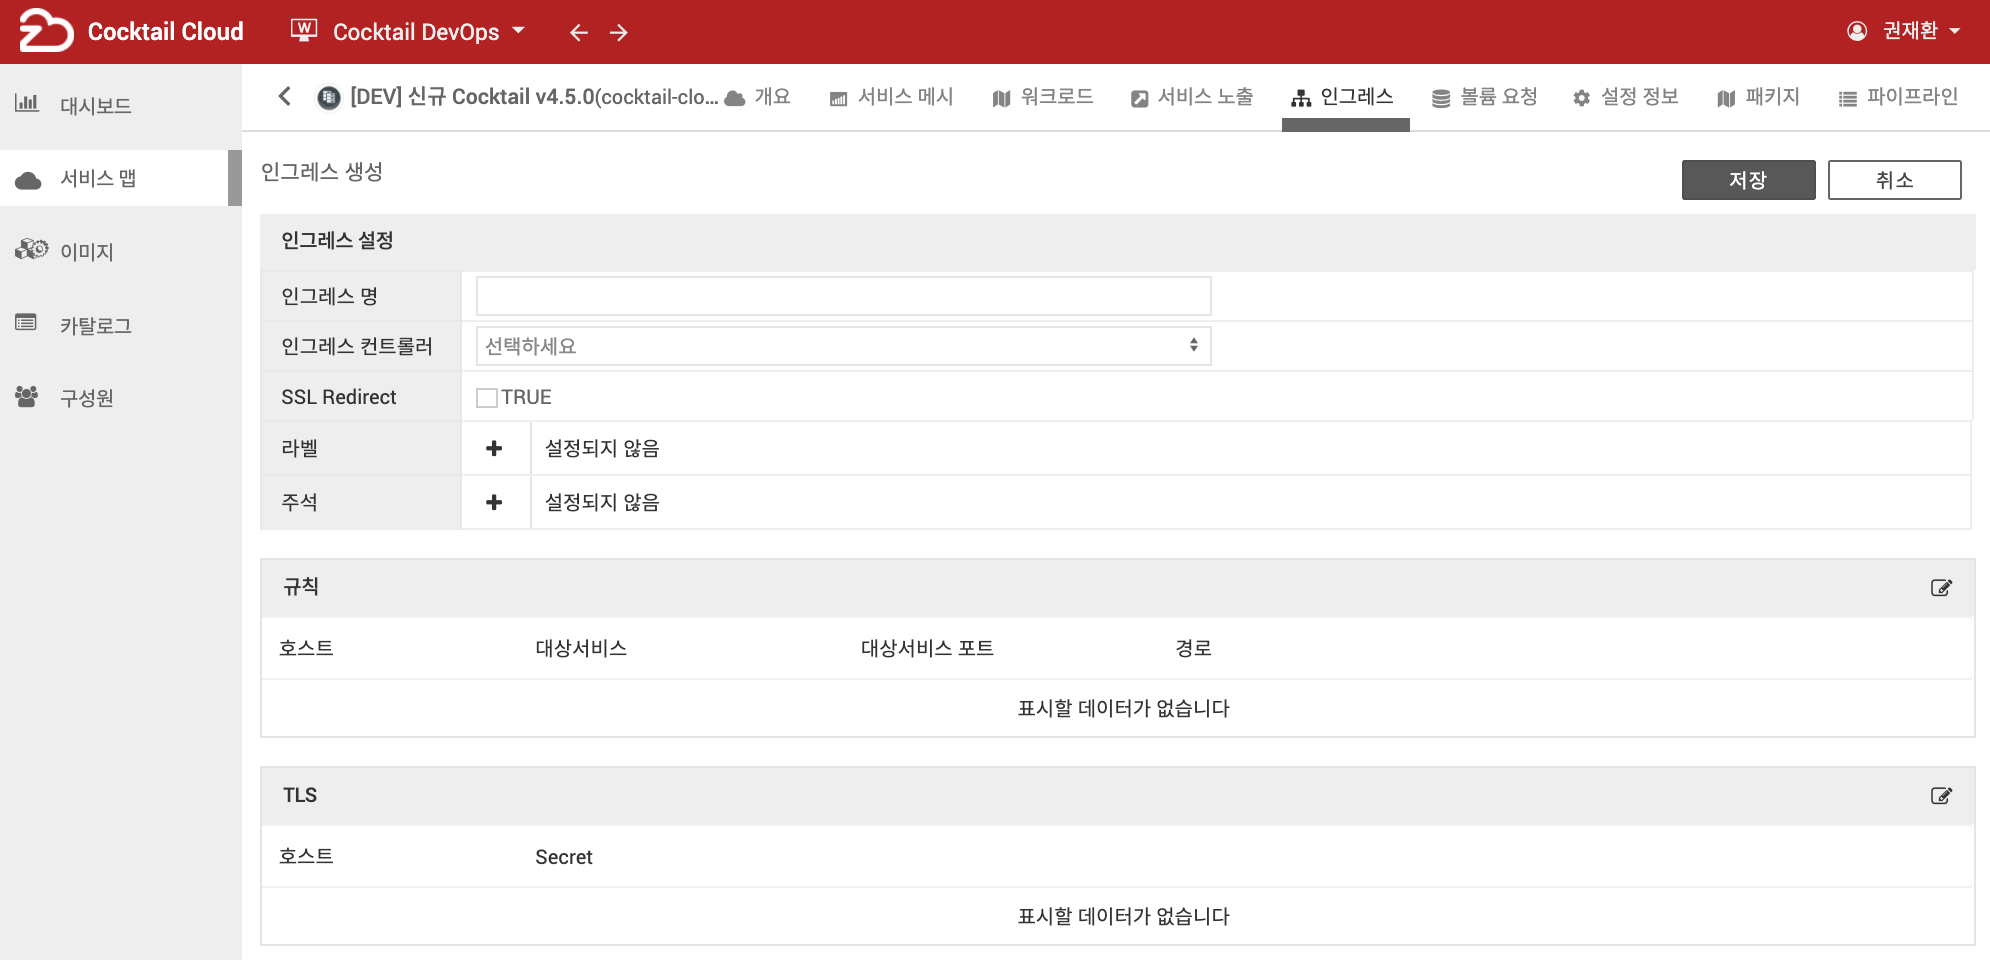 Cocktail Cloud
W Cocktail DevOps
권재환
대시보드
서비스 맵
이미지
카탈로그
구성원
[DEV] 신규 Cocktail v4.5.0(cocktail-clo...
개요
서비스 메시
워크로드
서비스 노출
인그레스
볼륨 요청
설정 정보
패키지
파이프라인
인그레스 생성
저장
취소
인그레스 설정
인그레스 명
인그레스 컨트롤러
선택하세요
SSL Redirect
TRUE
라벨
설정되지 않음
주석
설정되지 않음
규칙
호스트 대상서비스 대상서비스 포트 경로
표시할 데이터가 없습니다
TLS
호스트 Secret
표시할 데이터가 없습니다